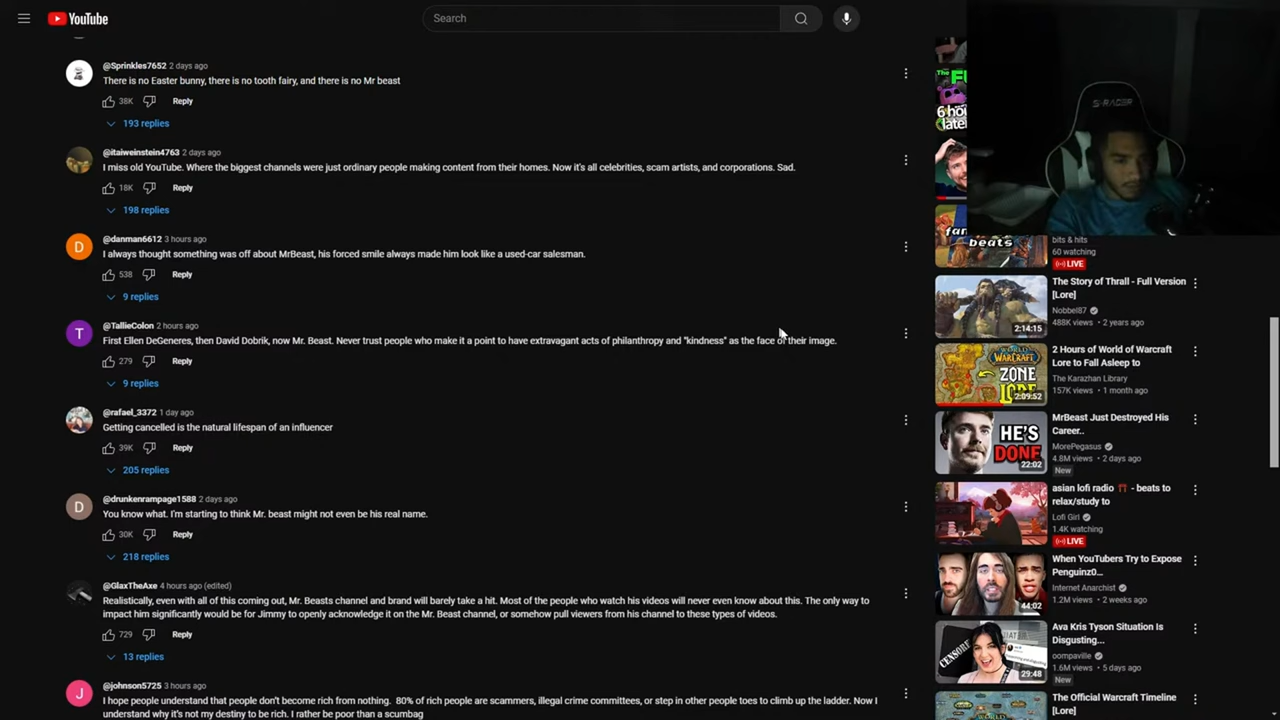 YouTube
Search
@Sprinkles7652 2 days ago
There is no Easter bunny, there is no tooth fairy, and there is no Mr beast
38K Reply
193 replies
@itaiweinstein4763 2 days ago
I miss old YouTube. Where the biggest channels were just ordinary people making content from their homes. Now it's all celebrities, scam artists, and corporations. Sad.
18K Reply
198 replies
D
@danman6612 3 hours ago
I always thought something was off about MrBeast, his forced smile always made him look like a used-car salesman.
538 Reply
9 replies
T
@TallieColon 2 hours ago
First Ellen DeGeneres, then David Dobrik, now Mr. Beast. Never trust people who make it a point to have extravagant acts of philanthropy and "kindness" as the face of their image.
279 Reply
9 replies
@rafael_3372 1 day ago
Getting cancelled is the natural lifespan of an influencer
39K Reply
205 replies
D
@drunkenrampage1588 2 days ago
You know what. I'm starting to think Mr. beast might not even be his real name.
30K Reply
218 replies
@GlaxTheAxe 4 hours ago (edited)
Realistically, even with all of this coming out, Mr. Beasts channel and brand will barely take a hit. Most of the people who watch his videos will never even know about this. The only way to
impact him significantly would be for Jimmy to openly acknowledge it on the Mr. Beast channel, or somehow pull viewers from his channel to these types of videos.
729 Reply
13 replies
J
@johnson5725 3 hours ago
I hope people understand that people don't become rich from nothing. 80% of rich people are scammers, illegal crime committees, or step in other people toes to climb up the ladder. Now I
understand why it's not my destiny to be rich. I rather be poor than a scumbag
S-RACER
6 hou
later
beats
bits & hits
60 watching
LIVE
The Story of Thrall - Full Version
[Lore]
Nobbel87
488K views • 2 years ago
2:14:15
WORLD
WARCRAFT
ZONE
LORE
2:09:52
2 Hours of World of Warcraft
Lore to Fall Asleep to
The Karazhan Library
157K views • 1 month ago
HE'S
DONE
22:02
MrBeast Just Destroyed His
Career..
MorePegasus
4.8M views • 2 days ago
New
asian lofi radio ⛩️ - beats to
relax/study to
Lofi Girl
1.4K watching
LIVE
When YouTubers Try to Expose
Penguinz0...
Internet Anarchist
1.2M views • 2 weeks ago
44:02
CENSORED
29:48
Ava Kris Tyson Situation Is
Disgusting...
oompaville
1.6M views • 5 days ago
New
The Official Warcraft Timeline
[Lore]